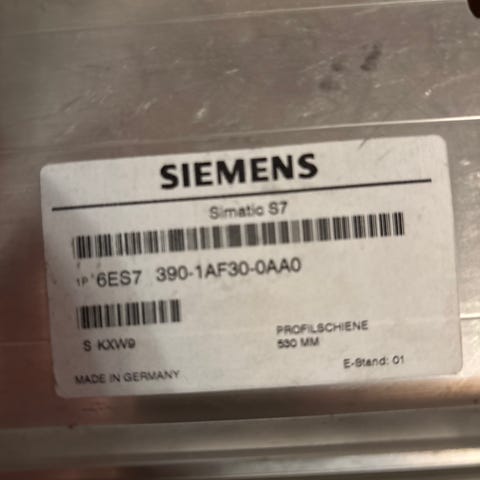 SIEMENS
Simatic S7
1P 6ES7 390-1AF30-0AA0
S KXW9
PROFILSCHIENE
530 MM
E-Stand: 01
MADE IN GERMANY